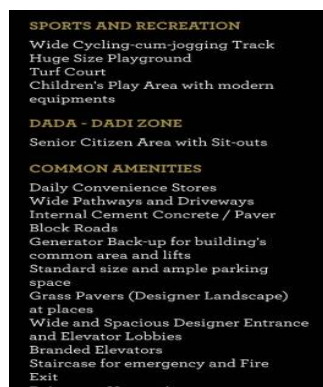 SPORTS AND RECREATION
Wide Cycling-cum-jogging Track
Huge Size Playground
Turf Court
Children's Play Area with modern
equipments
DADA - DADI ZONE
Senior Citizen Area with Sit-outs
COMMON AMENITIES
Daily Convenience Stores
Wide Pathways and Driveways
Internal Cement Concrete / Paver
Block Roads
Generator Back-up for building's
common area and lifts
Standard size and ample parking
space
Grass Pavers (Designer Landscape)
at places
Wide and Spacious Designer Entrance
and Elevator Lobbies
Branded Elevators
Staircase for emergency and Fire
Exit